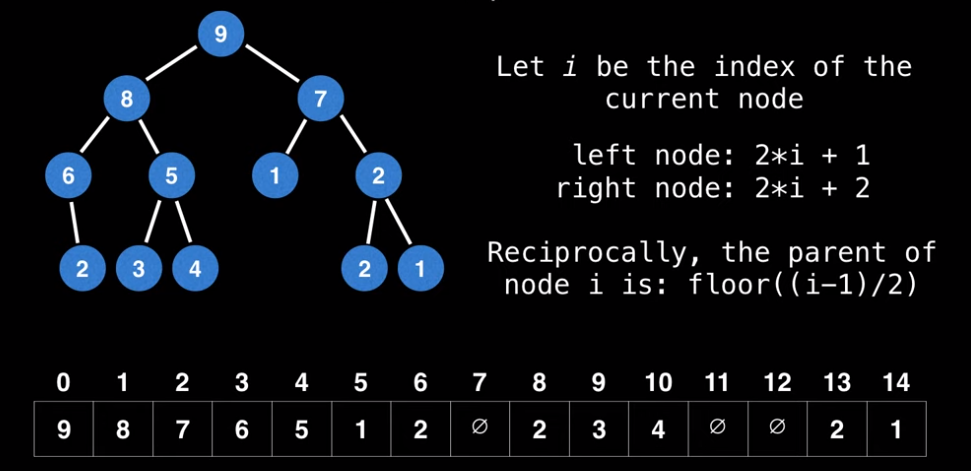 9
8 7
6 5 1 2
2 3 4 2 1
Let i be the index of the
current node
left node: 2*i + 1
right node: 2*i + 2
Reciprocally, the parent of
node i is: floor((i–1)/2)
0 1 2 3 4 5 6 7 8 9 10 11 12 13 14
9 8 7 6 5 1 2 ∅ 2 3 4 ∅ ∅ 2 1